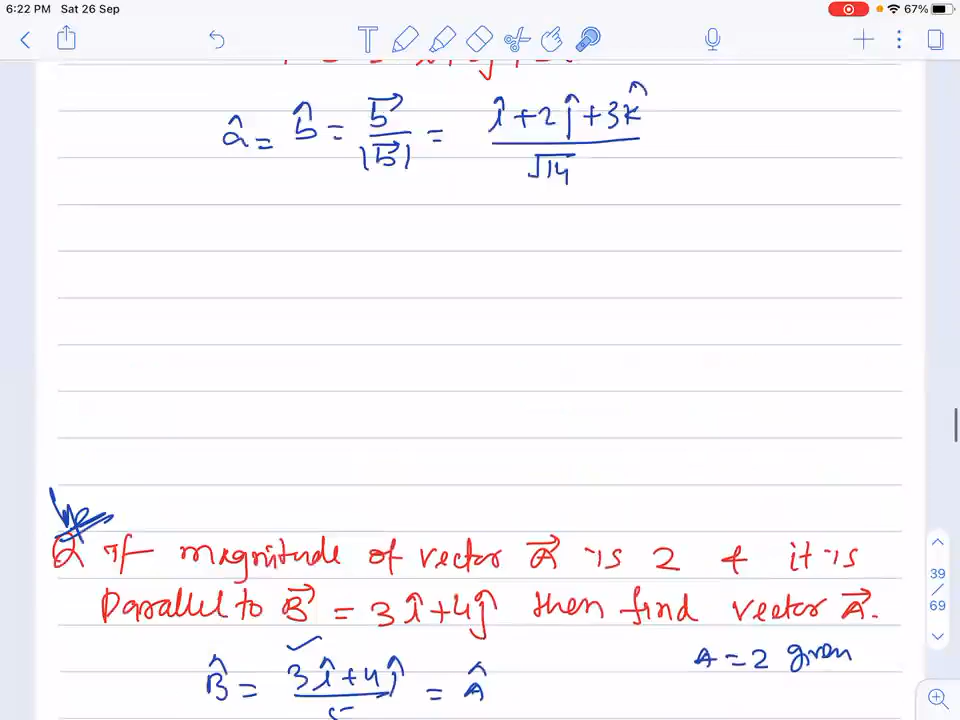 6:22 PM Sat 26 Sep 67%
â = b̂ = b⃗ / |b⃗| = î + 2ĵ + 3k̂ / √14
Imp
Q If magnitude of vector A⃗ is 2 & it is
Parallel to B⃗ = 3î + 4ĵ then find vector A⃗.
A = 2 given
B̂ = 3î + 4ĵ / 5 = Â
39
/
69